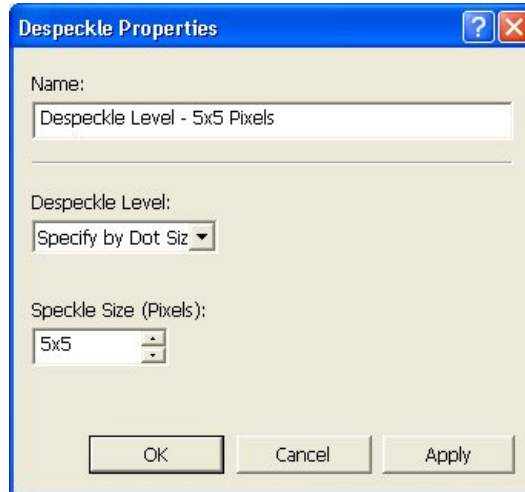 Despeckle Properties
Name:
Despeckle Level - 5x5 Pixels
Despeckle Level:
Specify by Dot Siz
Speckle Size (Pixels):
5x5
OK Cancel Apply